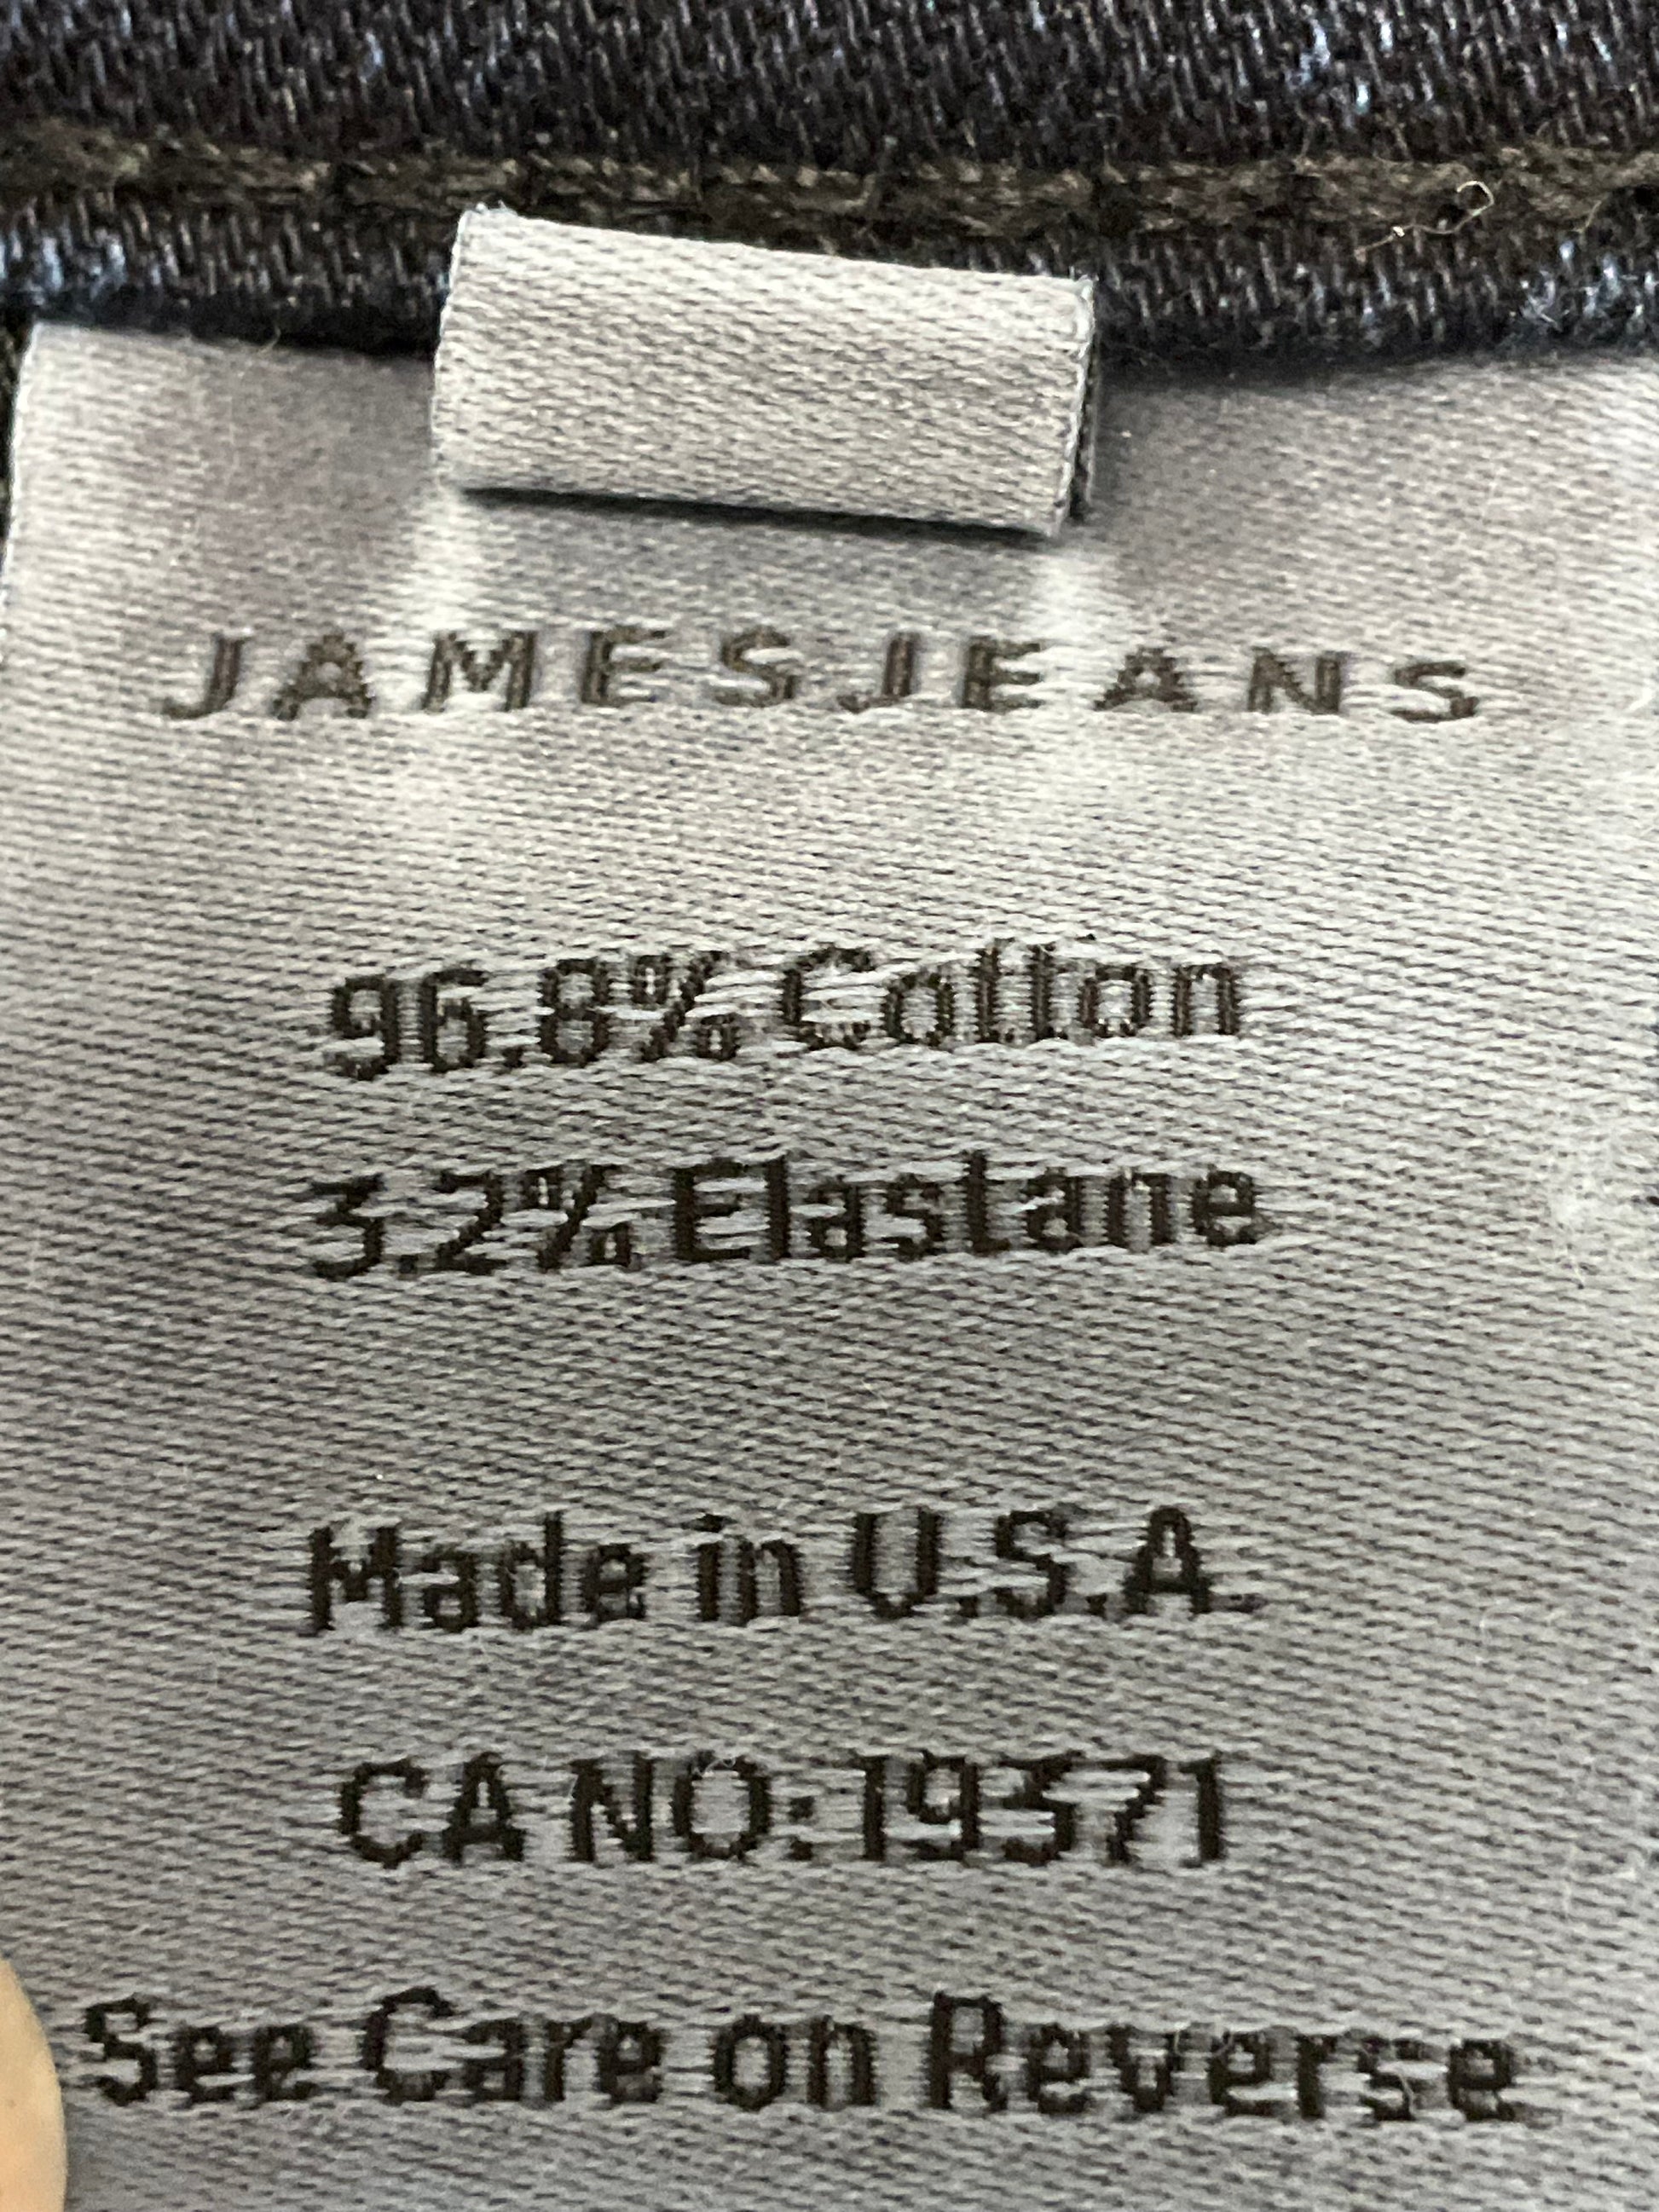 JAMESJEANS
96.8% Cotton
3.2% Elastane
Made in U.S.A
CA NO: 19371
See Care on Reverse